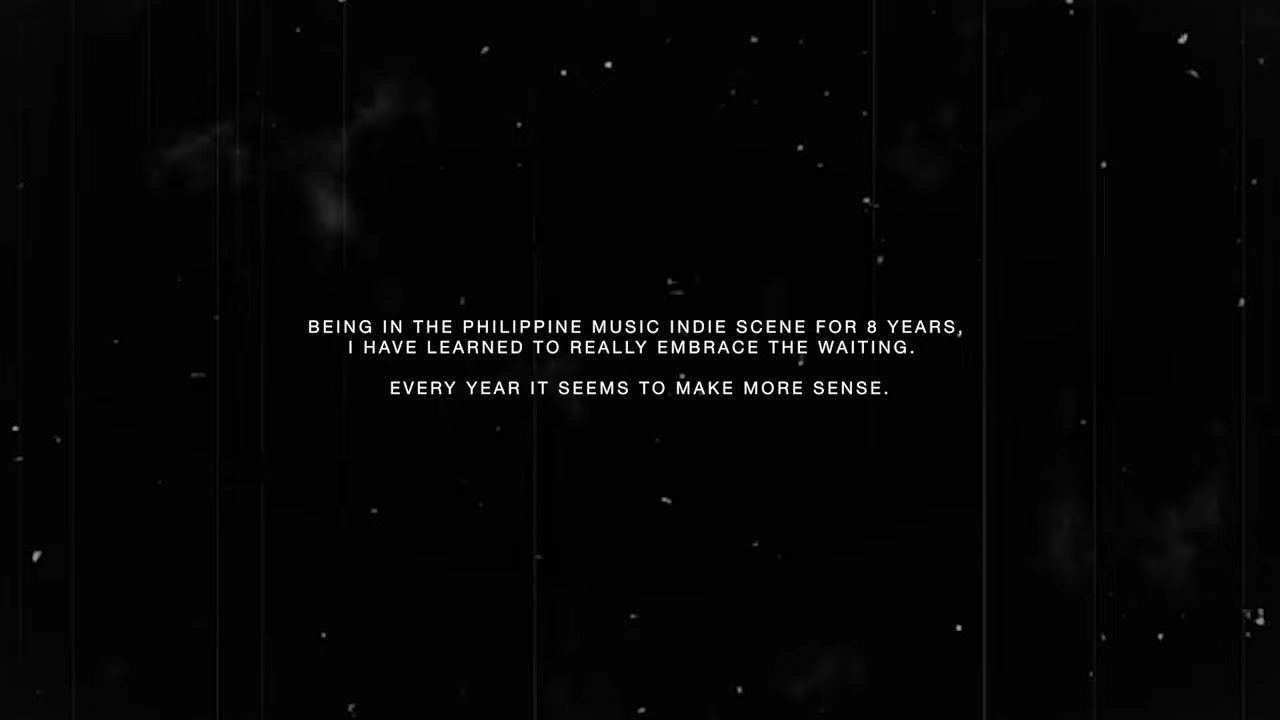 BEING IN THE PHILIPPINE MUSIC INDIE SCENE FOR 8 YEARS,
I HAVE LEARNED TO REALLY EMBRACE THE WAITING.
EVERY YEAR IT SEEMS TO MAKE MORE SENSE.